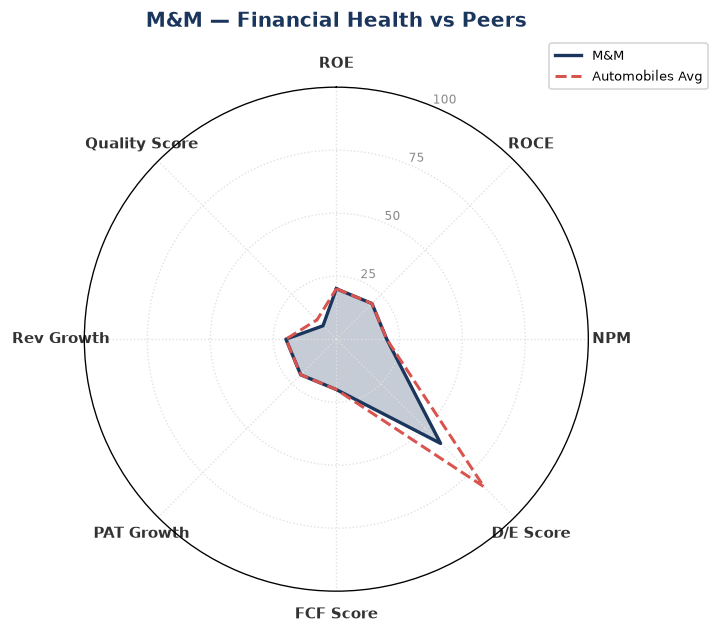 M&M — Financial Health vs Peers
M&M
Automobiles Avg
ROE
100
Quality Score
ROCE
75
50
25
Rev Growth
NPM
PAT Growth
D/E Score
FCF Score